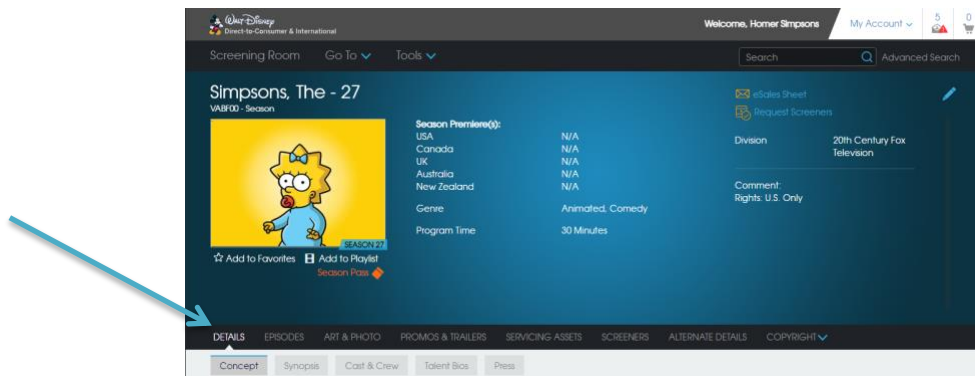 Walt Disney
Direct-to-Consumer & International
Welcome, Homer Simpsons
My Account
5
0
Screening Room Go To Tools
Search
Advanced Search
Simpsons, The - 27
VABF00 - Season
SEASON 27
Add to Favorites Add to Playlist
Season Pass
Season Premiere(s):
USA N/A
Canada N/A
UK N/A
Australia N/A
New Zealand N/A
Genre Animated, Comedy
Program Time 30 Minutes
eSales Sheet
Request Screeners
Division 20th Century Fox
Television
Comment:
Rights: U.S. Only
DETAILS EPISODES ART & PHOTO PROMOS & TRAILERS SERVICING ASSETS SCREENERS ALTERNATE DETAILS COPYRIGHT
Concept Synopsis Cast & Crew Talent Bios Press